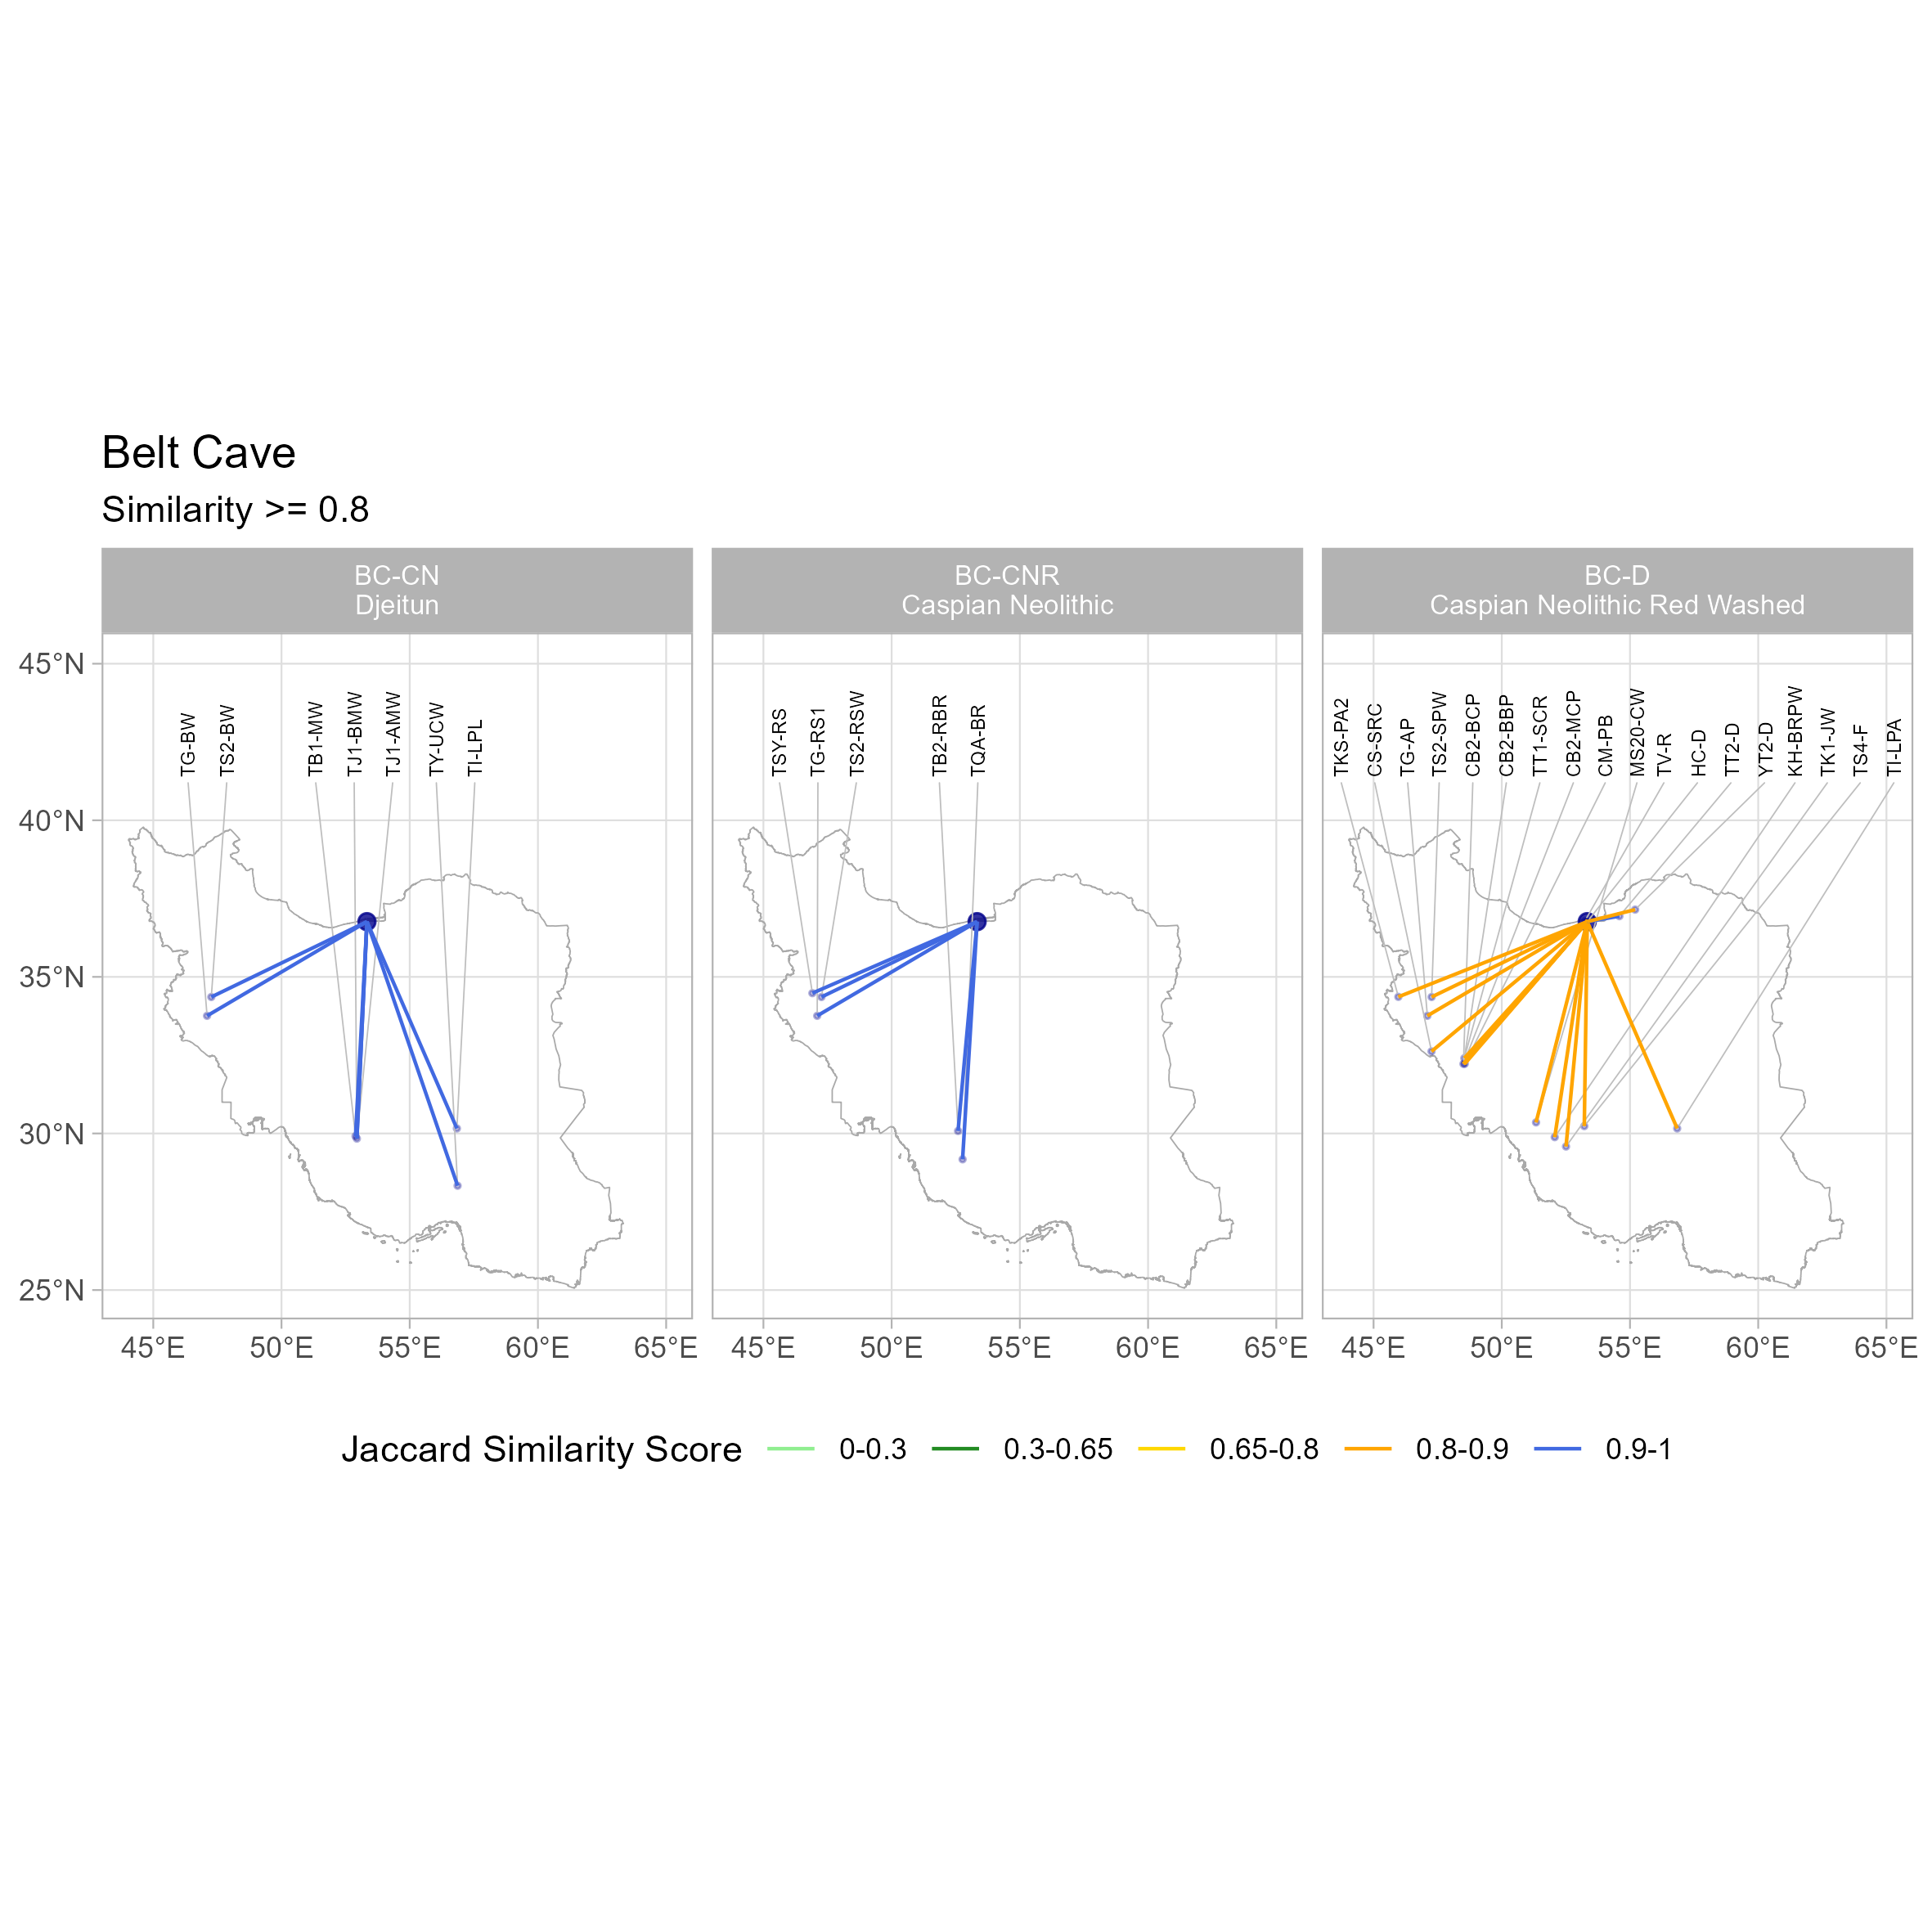 Belt Cave
Similarity >= 0.8
BC-CN
Djeitun
BC-CNR
Caspian Neolithic
BC-D
Caspian Neolithic Red Washed
TG-BW
TS2-BW
TB1-MW
TJ1-BMW
TJ1-AMW
TY-UCW
TI-LPL
TSY-RS
TG-RS1
TS2-RSW
TB2-RBR
TQA-BR
TKS-PA2
CS-SRC
TG-AP
TS2-SPW
CB2-BCP
CB2-BBP
TT1-SCR
CB2-MCP
CM-PB
MS20-CW
TV-R
HC-D
TT2-D
YT2-D
KH-BRPW
TK1-JW
TS4-F
TI-LPA
45°N
40°N
35°N
30°N
25°N
45°E 50°E 55°E 60°E 65°E
45°E 50°E 55°E 60°E 65°E
45°E 50°E 55°E 60°E 65°E
Jaccard Similarity Score 0-0.3 0.3-0.65 0.65-0.8 0.8-0.9 0.9-1